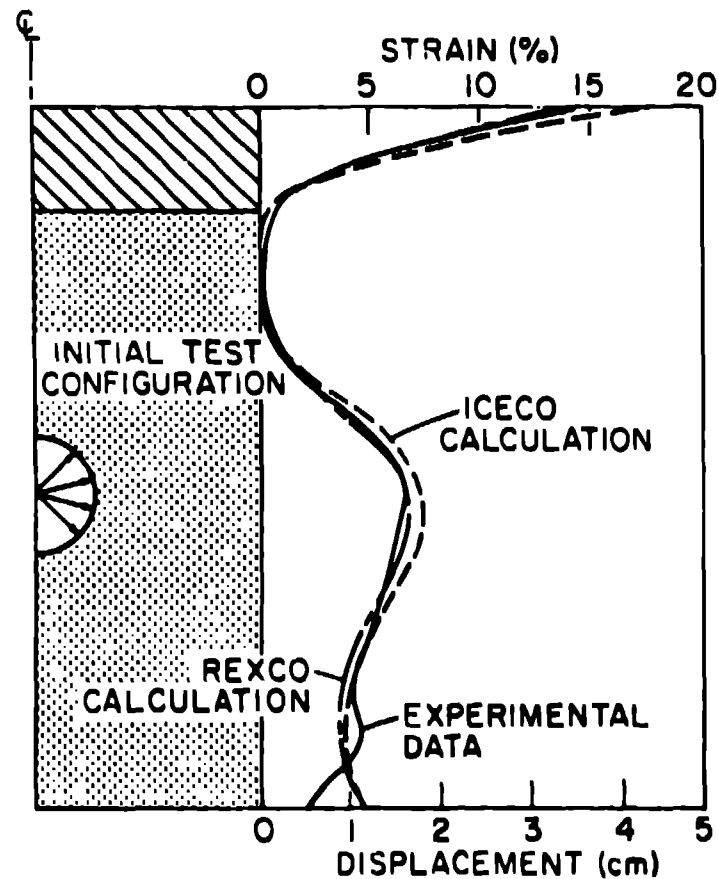 ℄
STRAIN (%)
0 5 10 15 20
INITIAL TEST
CONFIGURATION
ICECO
CALCULATION
REXCO
CALCULATION
EXPERIMENTAL
DATA
0 1 2 3 4 5
DISPLACEMENT (cm)